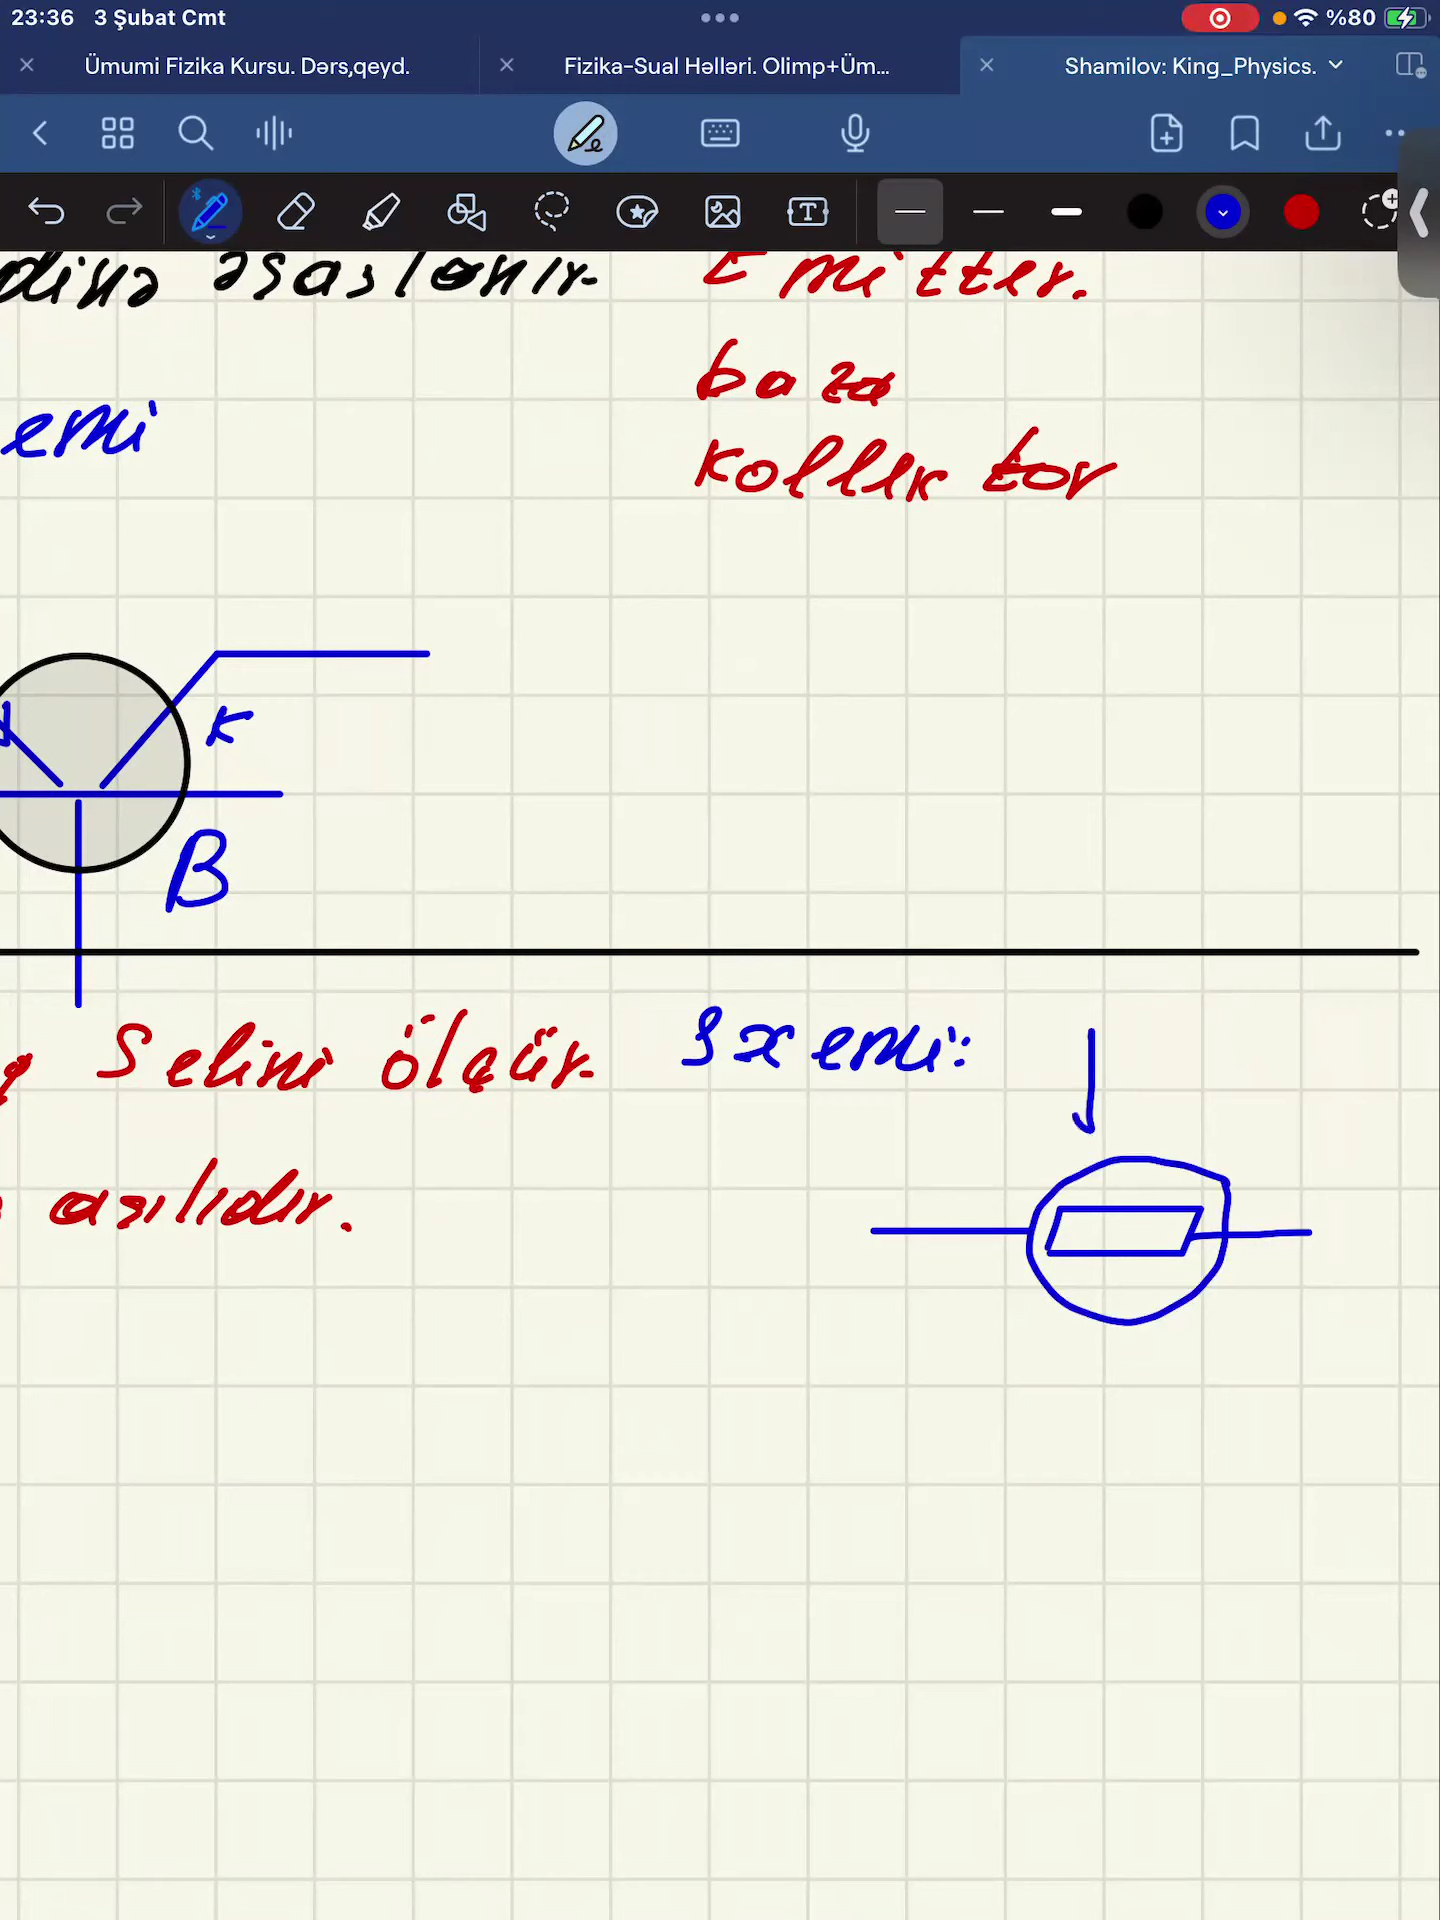 23:36 3 Şubat Cmt %80
Ümumi Fizika Kursu. Dərs,qeyd. Fizika-Sual Həlləri. Olimp+Üm... Shamilov: King_Physics.
əsaslanır. Emitter.
baza
emi
kollektor
K
B
Selini ölçür. Sxemi:
asılıdır.